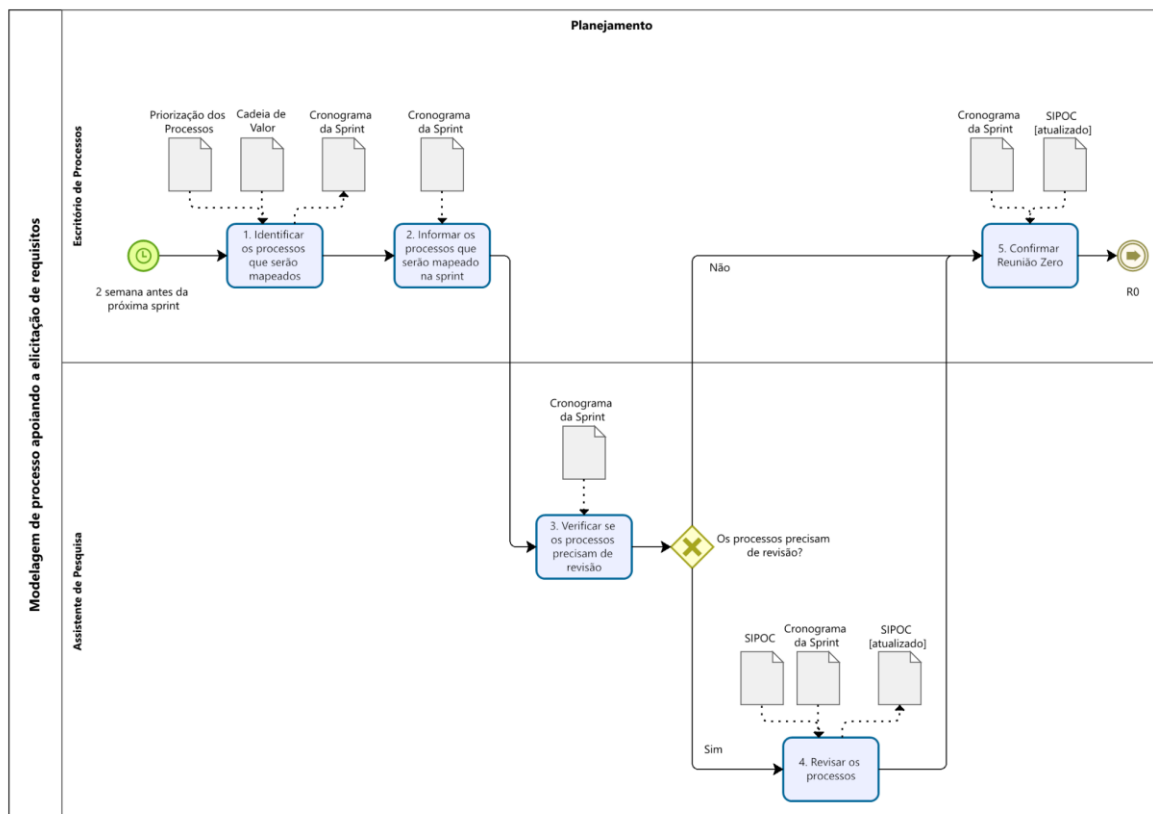 Planejamento
Modelagem de processo apoiando a elicitação de requisitos
Escritório de Processos
Priorização dos
Processos
Cadeia de
Valor
Cronograma
da Sprint
Cronograma
da Sprint
Cronograma
da Sprint
SIPOC
[atualizado]
2 semana antes da
próxima sprint
1. Identificar
os processos
que serão
mapeados
2. Informar os
processos que
serão mapeado
na sprint
Não
5. Confirmar
Reunião Zero
R0
Assistente de Pesquisa
Cronograma
da Sprint
3. Verificar se
os processos
precisam de
revisão
Os processos precisam
de revisão?
SIPOC
Cronograma
da Sprint
SIPOC
[atualizado]
Sim
4. Revisar os
processos